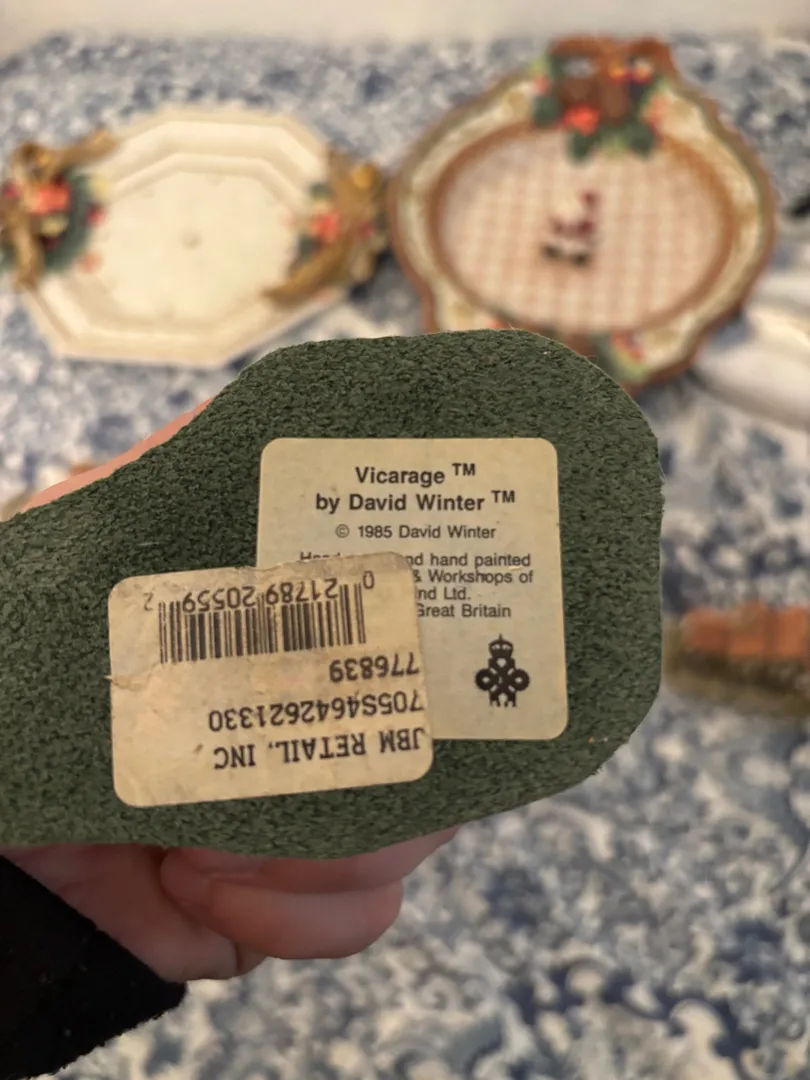 Vicarage ™
by David Winter ™
© 1985 David Winter
nd hand painted
& Workshops of
nd Ltd.
Great Britain
JBM RETAIL, INC
705S4642621330
776839
0 21789 20559 2